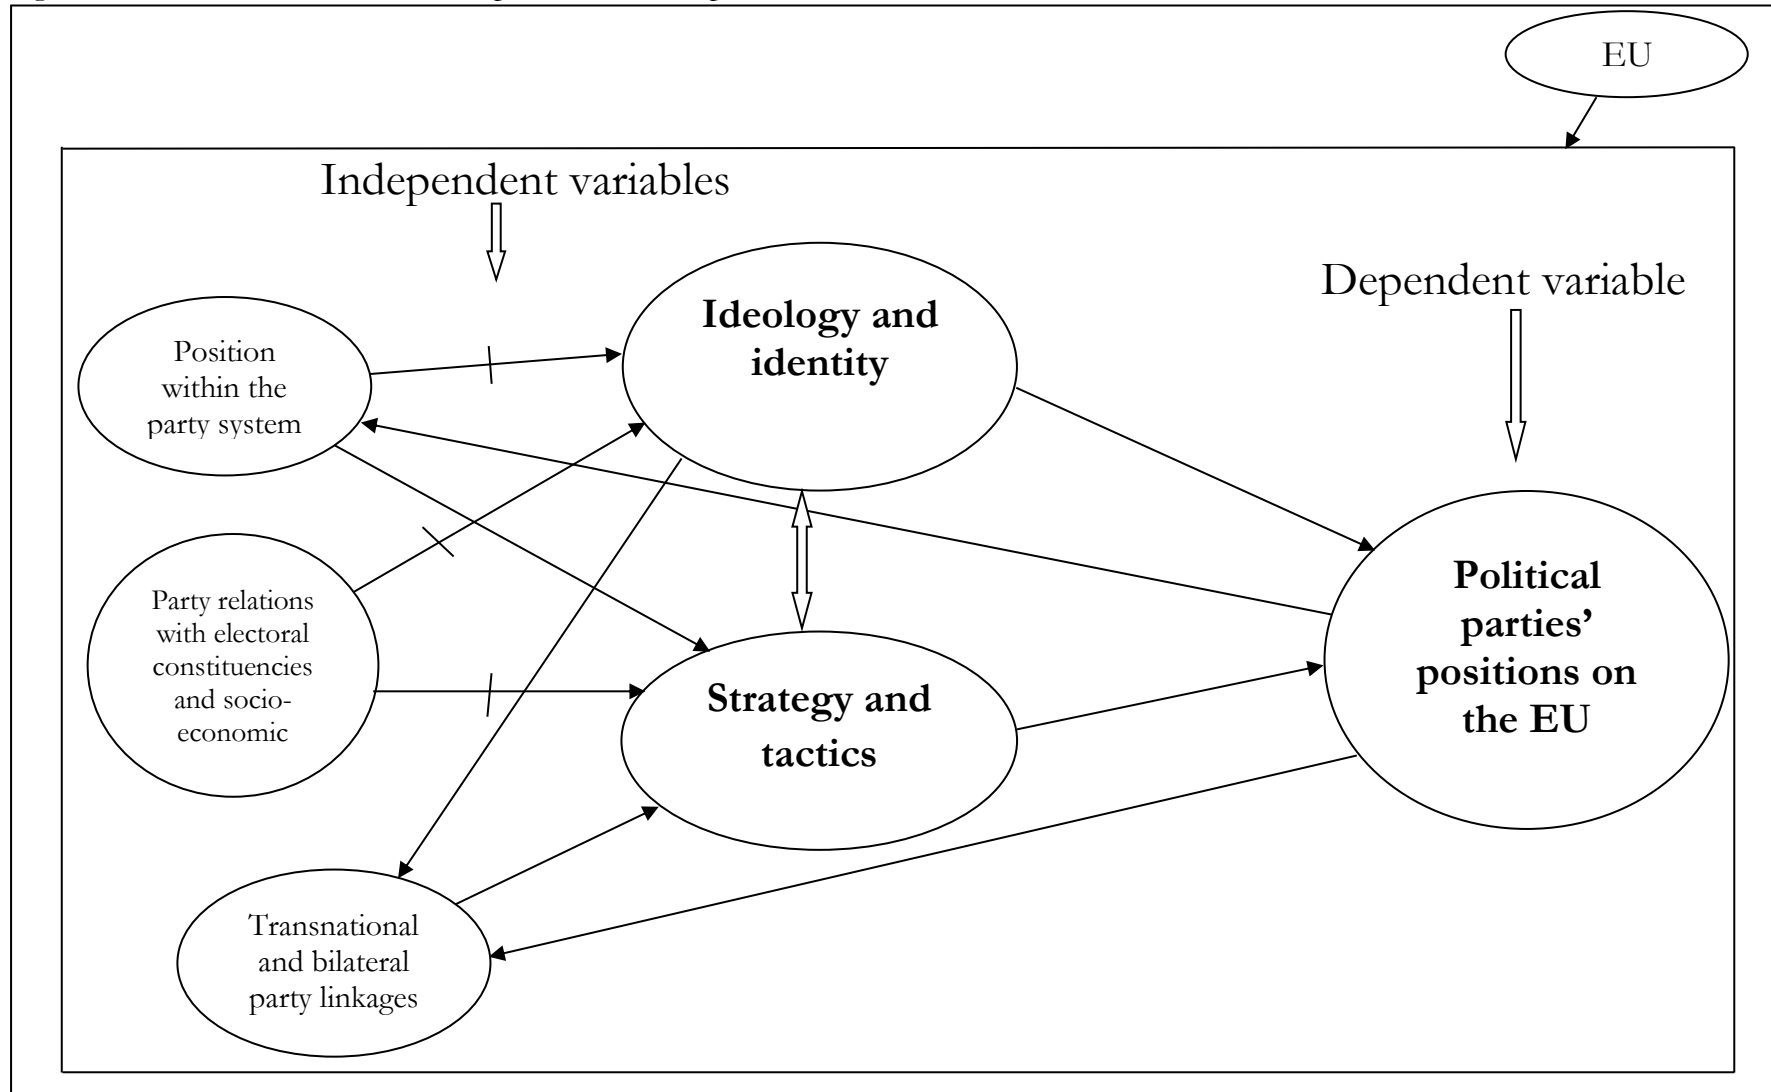 EU
Independent variables
Dependent variable
Ideology and
identity
Position
within the
party system
Political
parties’
positions on
the EU
Party relations
with electoral
constituencies
and socio-
economic
Strategy and
tactics
Transnational
and bilateral
party linkages